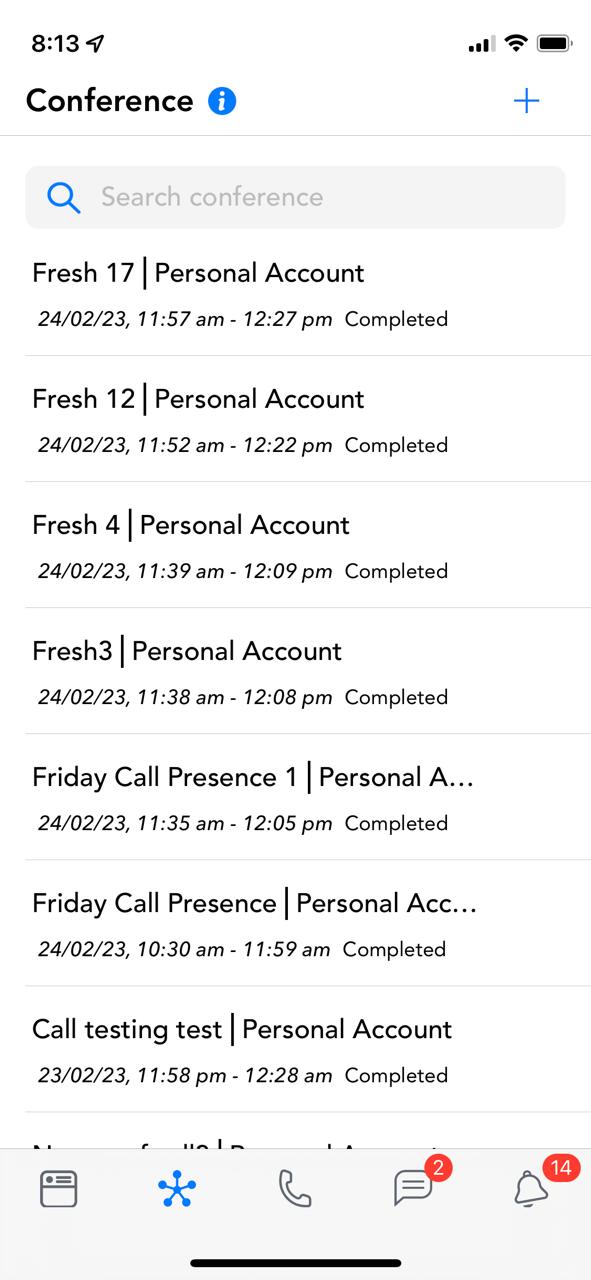 8:13
Conference
Search conference
Fresh 17 | Personal Account
24/02/23, 11:57 am - 12:27 pm Completed
Fresh 12 | Personal Account
24/02/23, 11:52 am - 12:22 pm Completed
Fresh 4 | Personal Account
24/02/23, 11:39 am - 12:09 pm Completed
Fresh3 | Personal Account
24/02/23, 11:38 am - 12:08 pm Completed
Friday Call Presence 1 | Personal A...
24/02/23, 11:35 am - 12:05 pm Completed
Friday Call Presence | Personal Acc...
24/02/23, 10:30 am - 11:59 am Completed
Call testing test | Personal Account
23/02/23, 11:58 pm - 12:28 am Completed
2
14